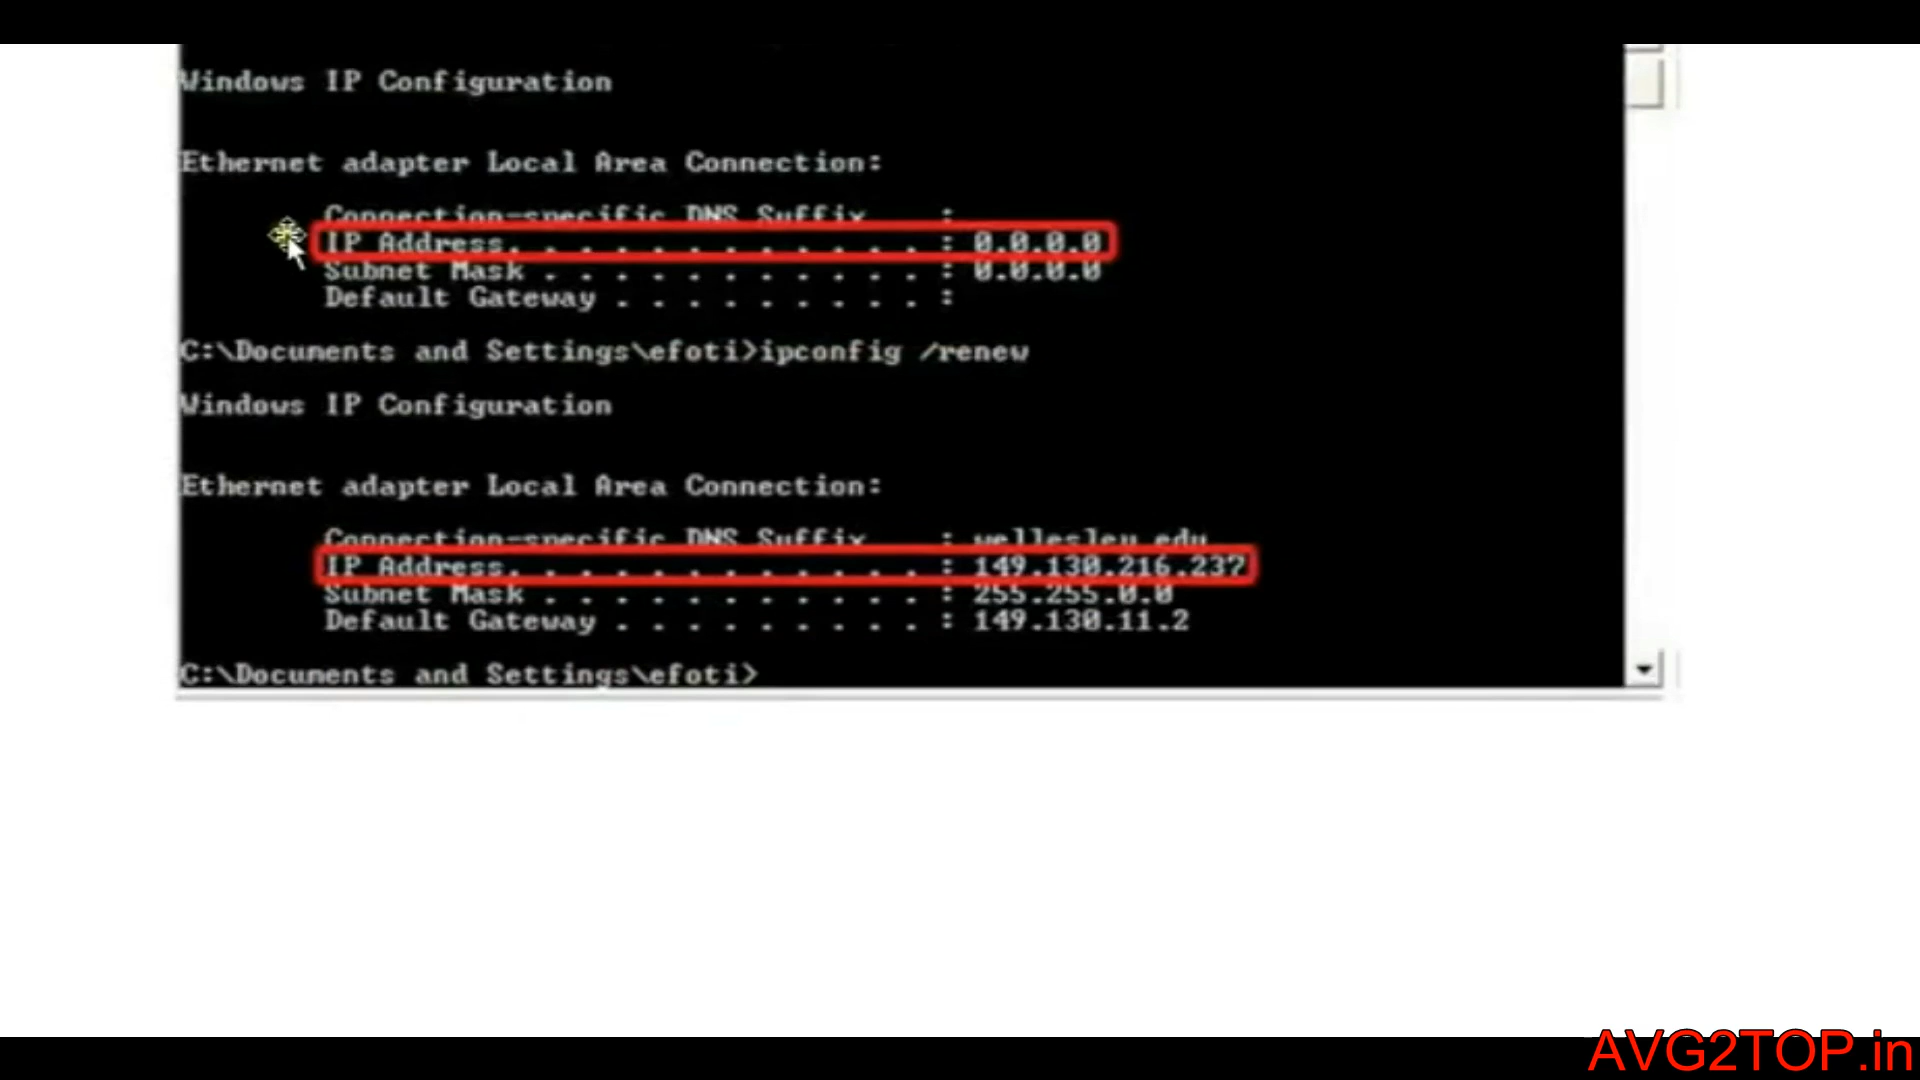 Windows IP Configuration
Ethernet adapter Local Area Connection:
Connection-specific DNS Suffix  :
IP Address. . . . . . . . . . . . : 0.0.0.0
Subnet Mask . . . . . . . . . . . : 0.0.0.0
Default Gateway . . . . . . . . . :
C:\Documents and Settings\efoti>ipconfig /renew
Windows IP Configuration
Ethernet adapter Local Area Connection:
Connection-specific DNS Suffix  : wellesley.edu
IP Address. . . . . . . . . . . . : 149.130.216.237
Subnet Mask . . . . . . . . . . . : 255.255.0.0
Default Gateway . . . . . . . . . : 149.130.11.2
C:\Documents and Settings\efoti>
AVG2TOP.in